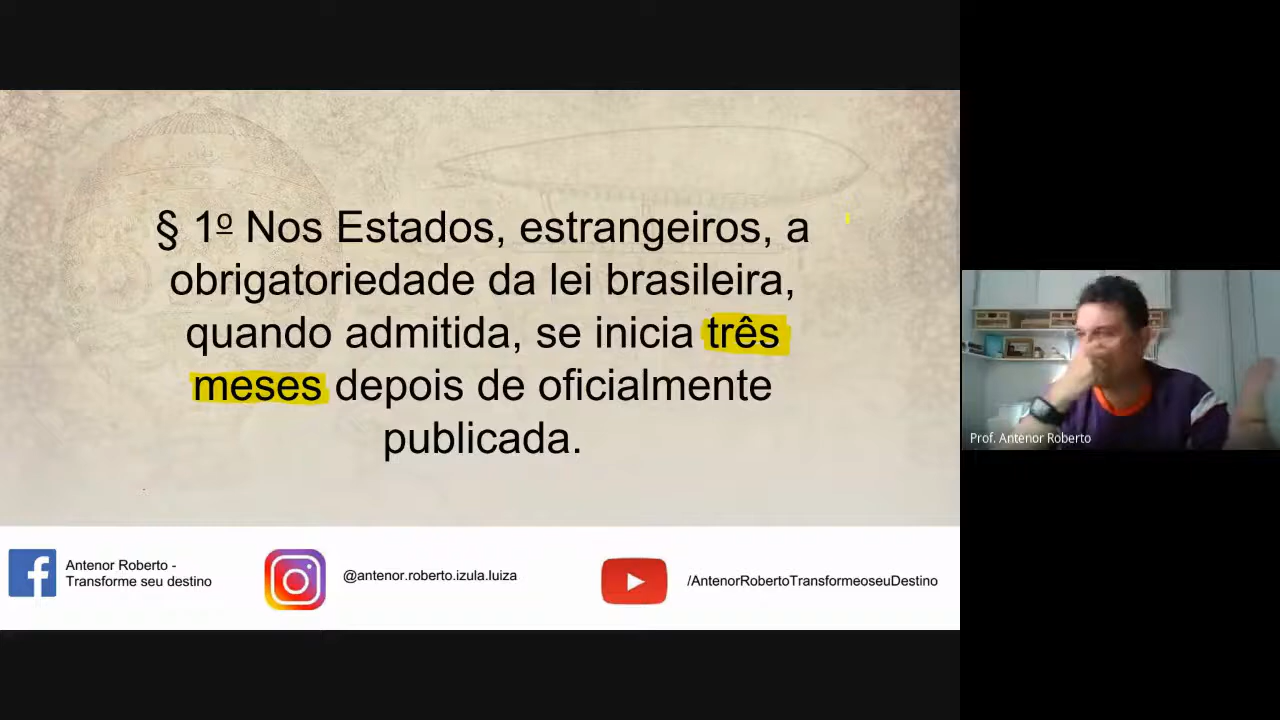 § 1º Nos Estados, estrangeiros, a
obrigatoriedade da lei brasileira,
quando admitida, se inicia três
meses depois de oficialmente
publicada.
Antenor Roberto -
Transforme seu destino
@antenor.roberto.izula.luiza
/AntenorRobertoTransformeoseuDestino
Prof. Antenor Roberto